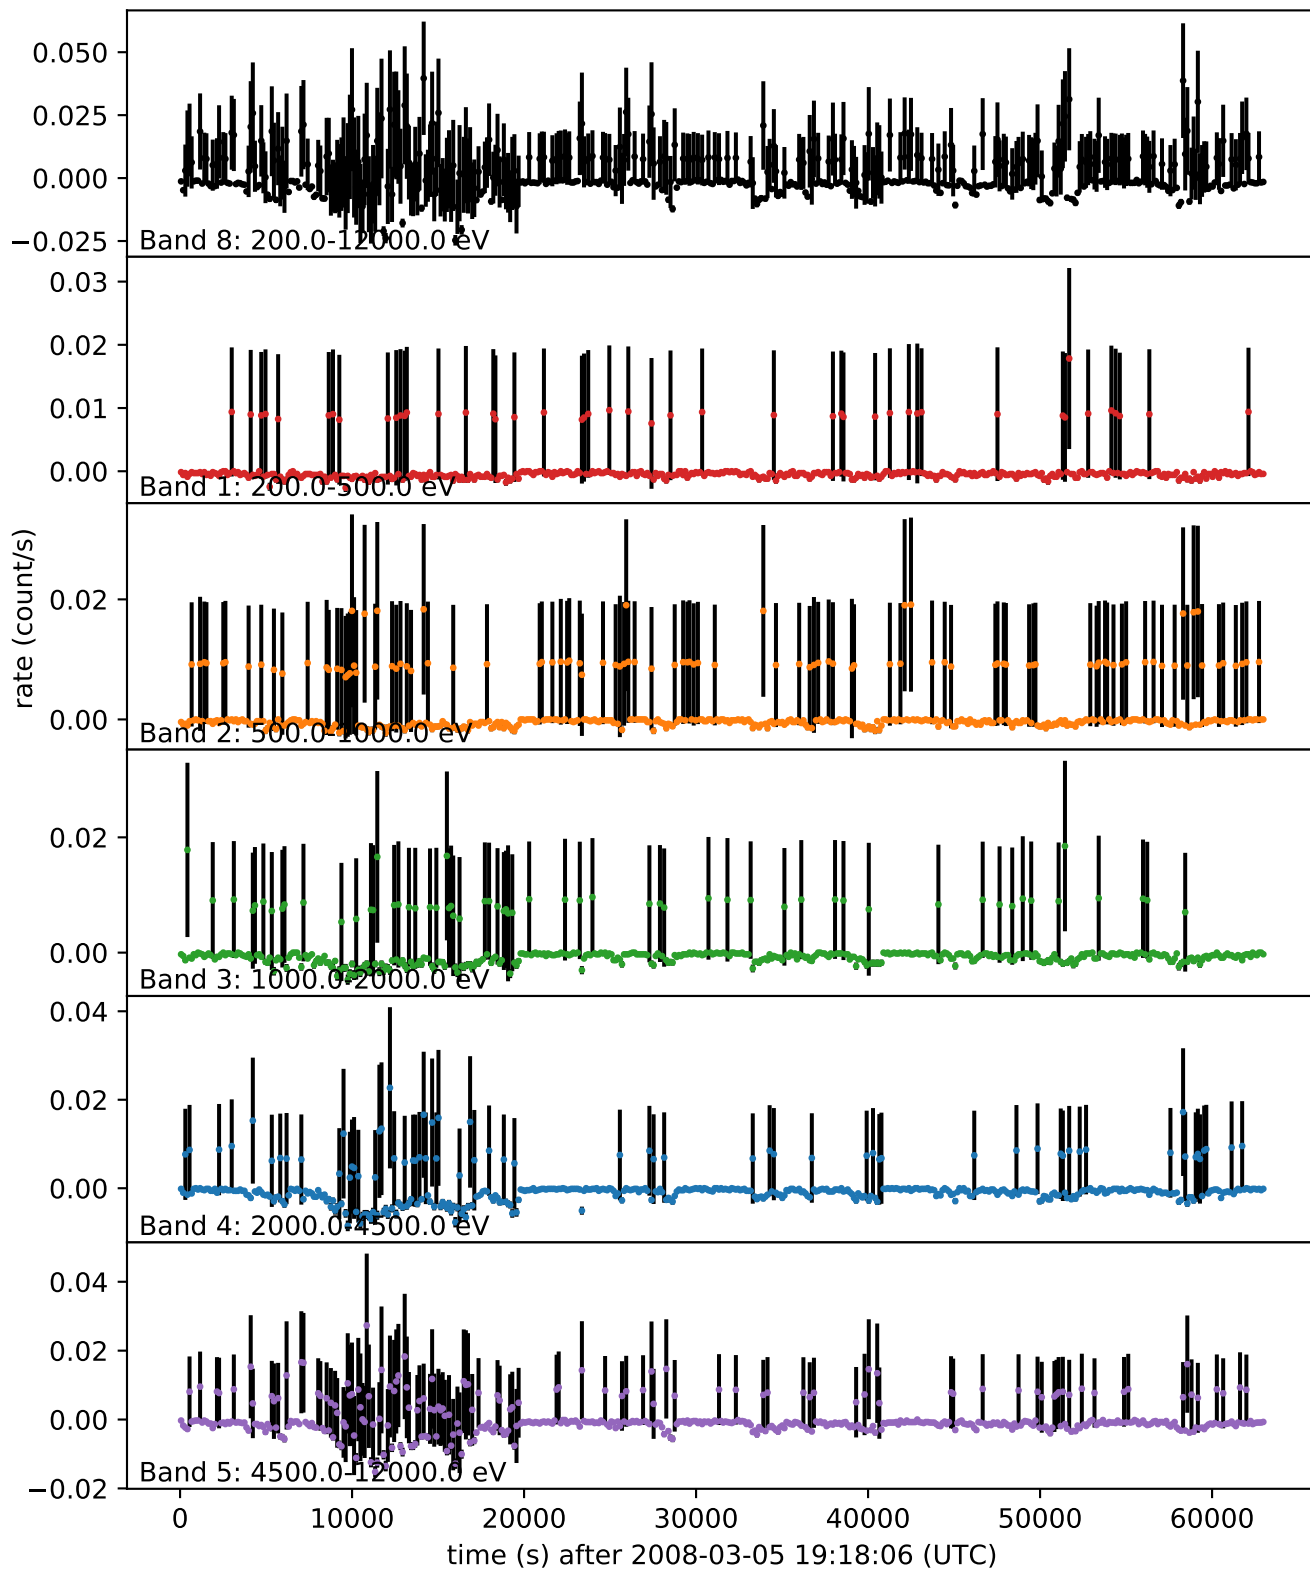 0.050
0.025
0.000
−0.025
Band 8: 200.0-12000.0 eV
0.03
0.02
0.01
0.00
Band 1: 200.0-500.0 eV
0.02
0.00
Band 2: 500.0-1000.0 eV
rate (count/s)
0.02
0.00
Band 3: 1000.0-2000.0 eV
0.04
0.02
0.00
Band 4: 2000.0-4500.0 eV
0.04
0.02
0.00
−0.02
Band 5: 4500.0-12000.0 eV
0 10000 20000 30000 40000 50000 60000
time (s) after 2008-03-05 19:18:06 (UTC)